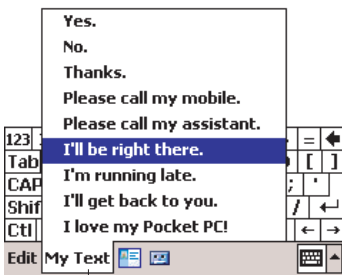 Yes.
No.
Thanks.
Please call my mobile.
Please call my assistant.
I'll be right there.
I'm running late.
I'll get back to you.
I love my Pocket PC!
123 =
Tab [ ]
CAP ; '
Shif /
Ctl
Edit My Text